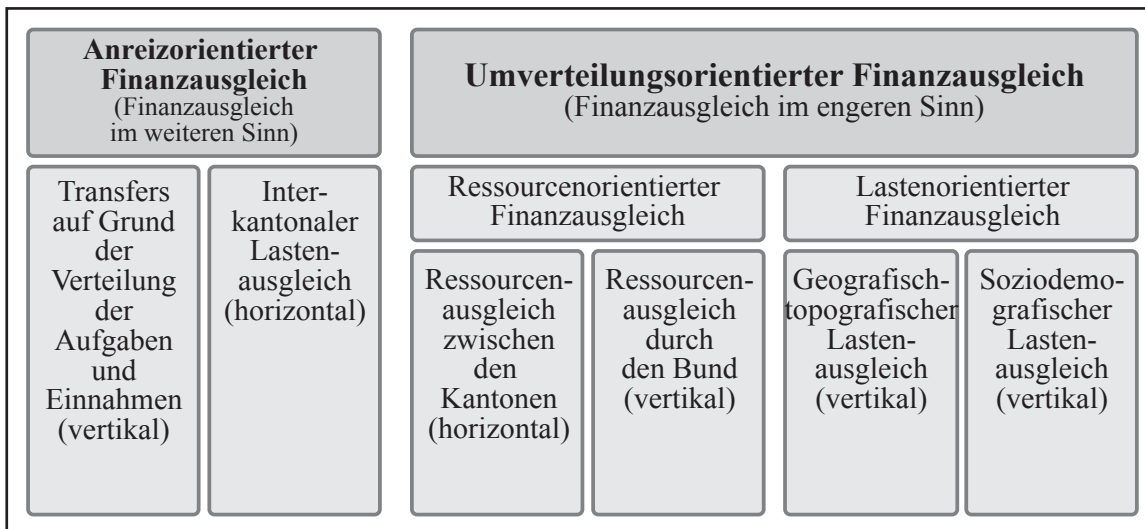 Anreizorientierter
Finanzausgleich
(Finanzausgleich
im weiteren Sinn)
Transfers
auf Grund
der
Verteilung
der
Aufgaben
und
Einnahmen
(vertikal)
Inter-
kantonaler
Lasten-
ausgleich
(horizontal)
Umverteilungsorientierter Finanzausgleich
(Finanzausgleich im engeren Sinn)
Ressourcenorientierter
Finanzausgleich
Ressourcen-
ausgleich
zwischen
den
Kantonen
(horizontal)
Ressourcen-
ausgleich
durch
den Bund
(vertikal)
Lastenorientierter
Finanzausgleich
Geografisch-
topografischer
Lasten-
ausgleich
(vertikal)
Soziodemo-
grafischer
Lasten-
ausgleich
(vertikal)